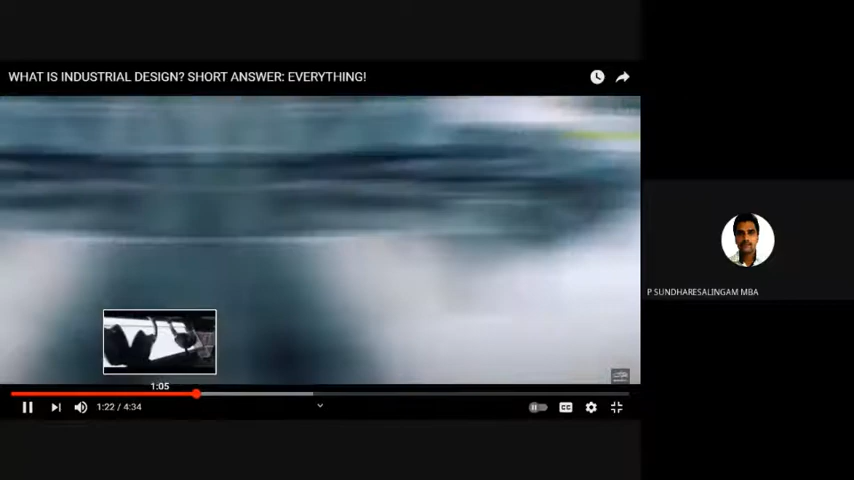 WHAT IS INDUSTRIAL DESIGN? SHORT ANSWER: EVERYTHING!
P SUNDHARESALINGAM MBA
1:05
1:22 / 4:34